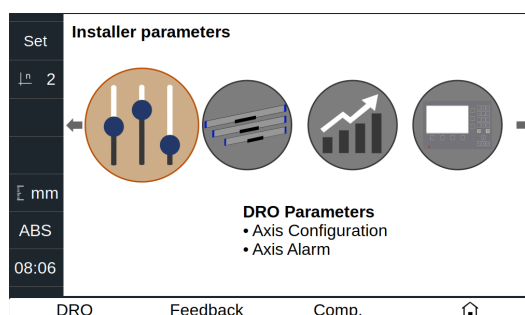 Set
Installer parameters
n 2
mm
ABS
08:06
DRO Parameters
• Axis Configuration
• Axis Alarm
DRO Feedback Comp.